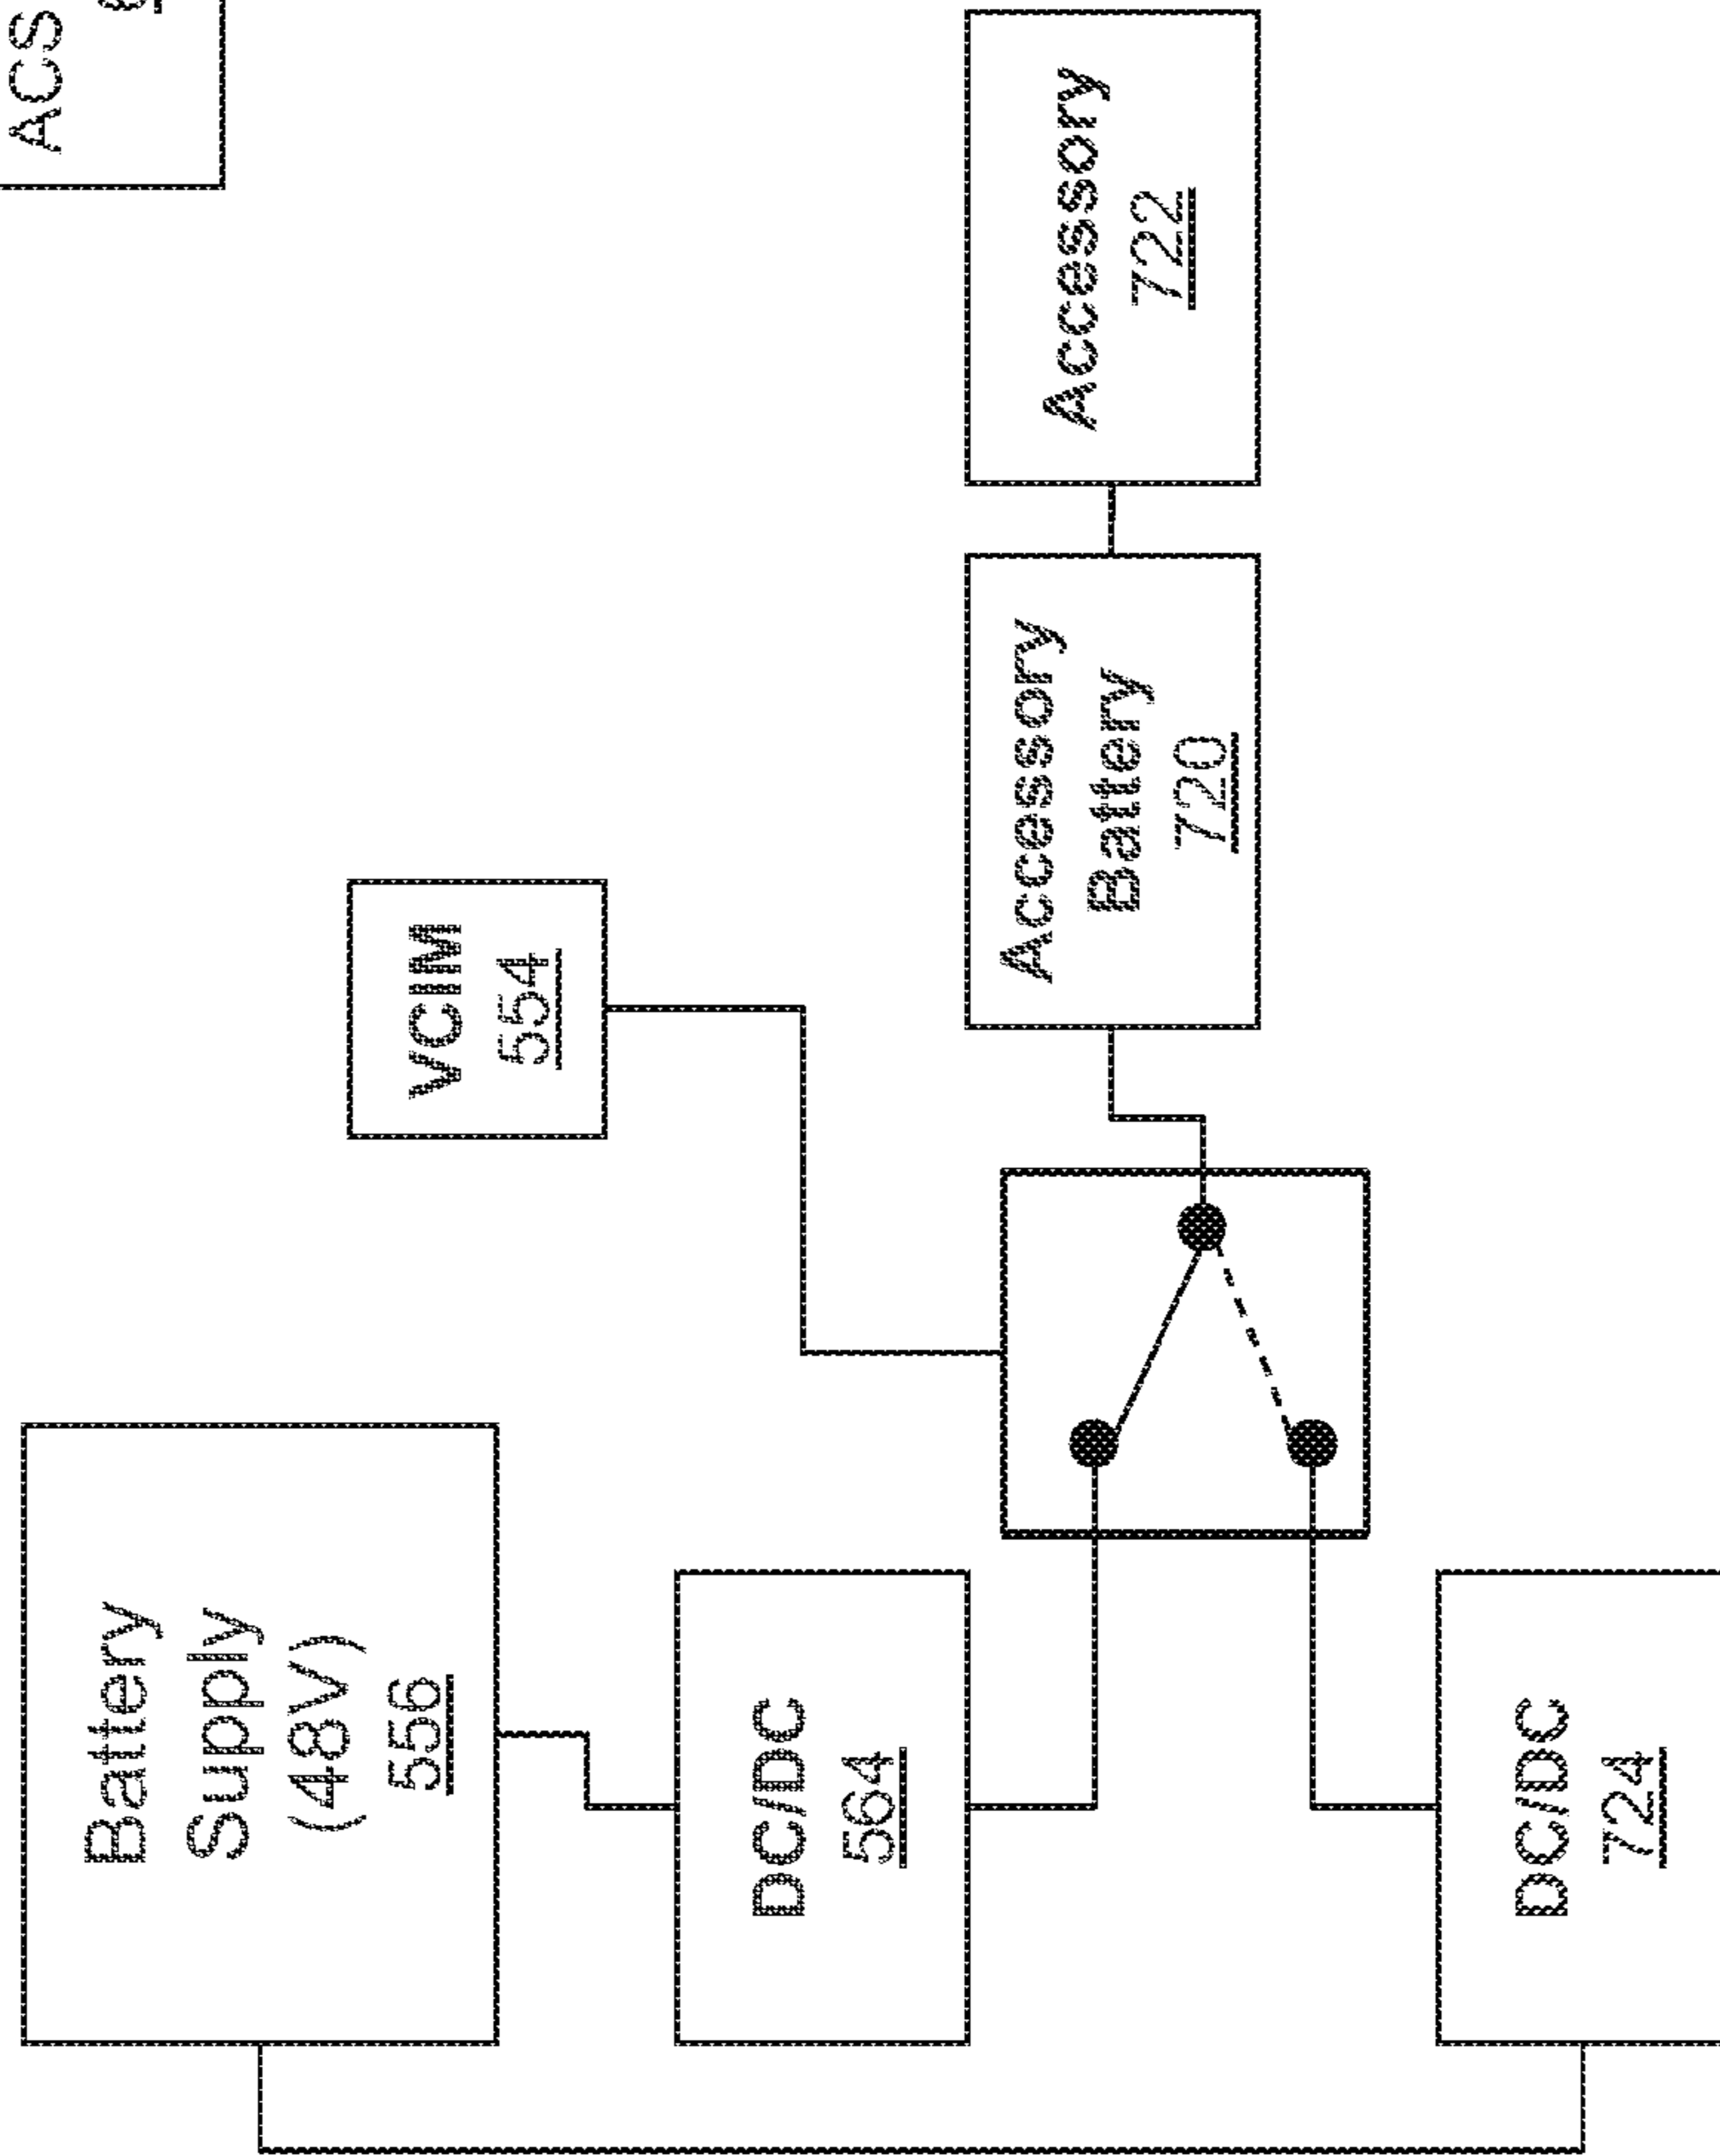 ACS
Battery
Supply
(48V)
556
VCIM
554
DC/DC
564
Accessory
Battery
720
Accessory
722
DC/DC
724